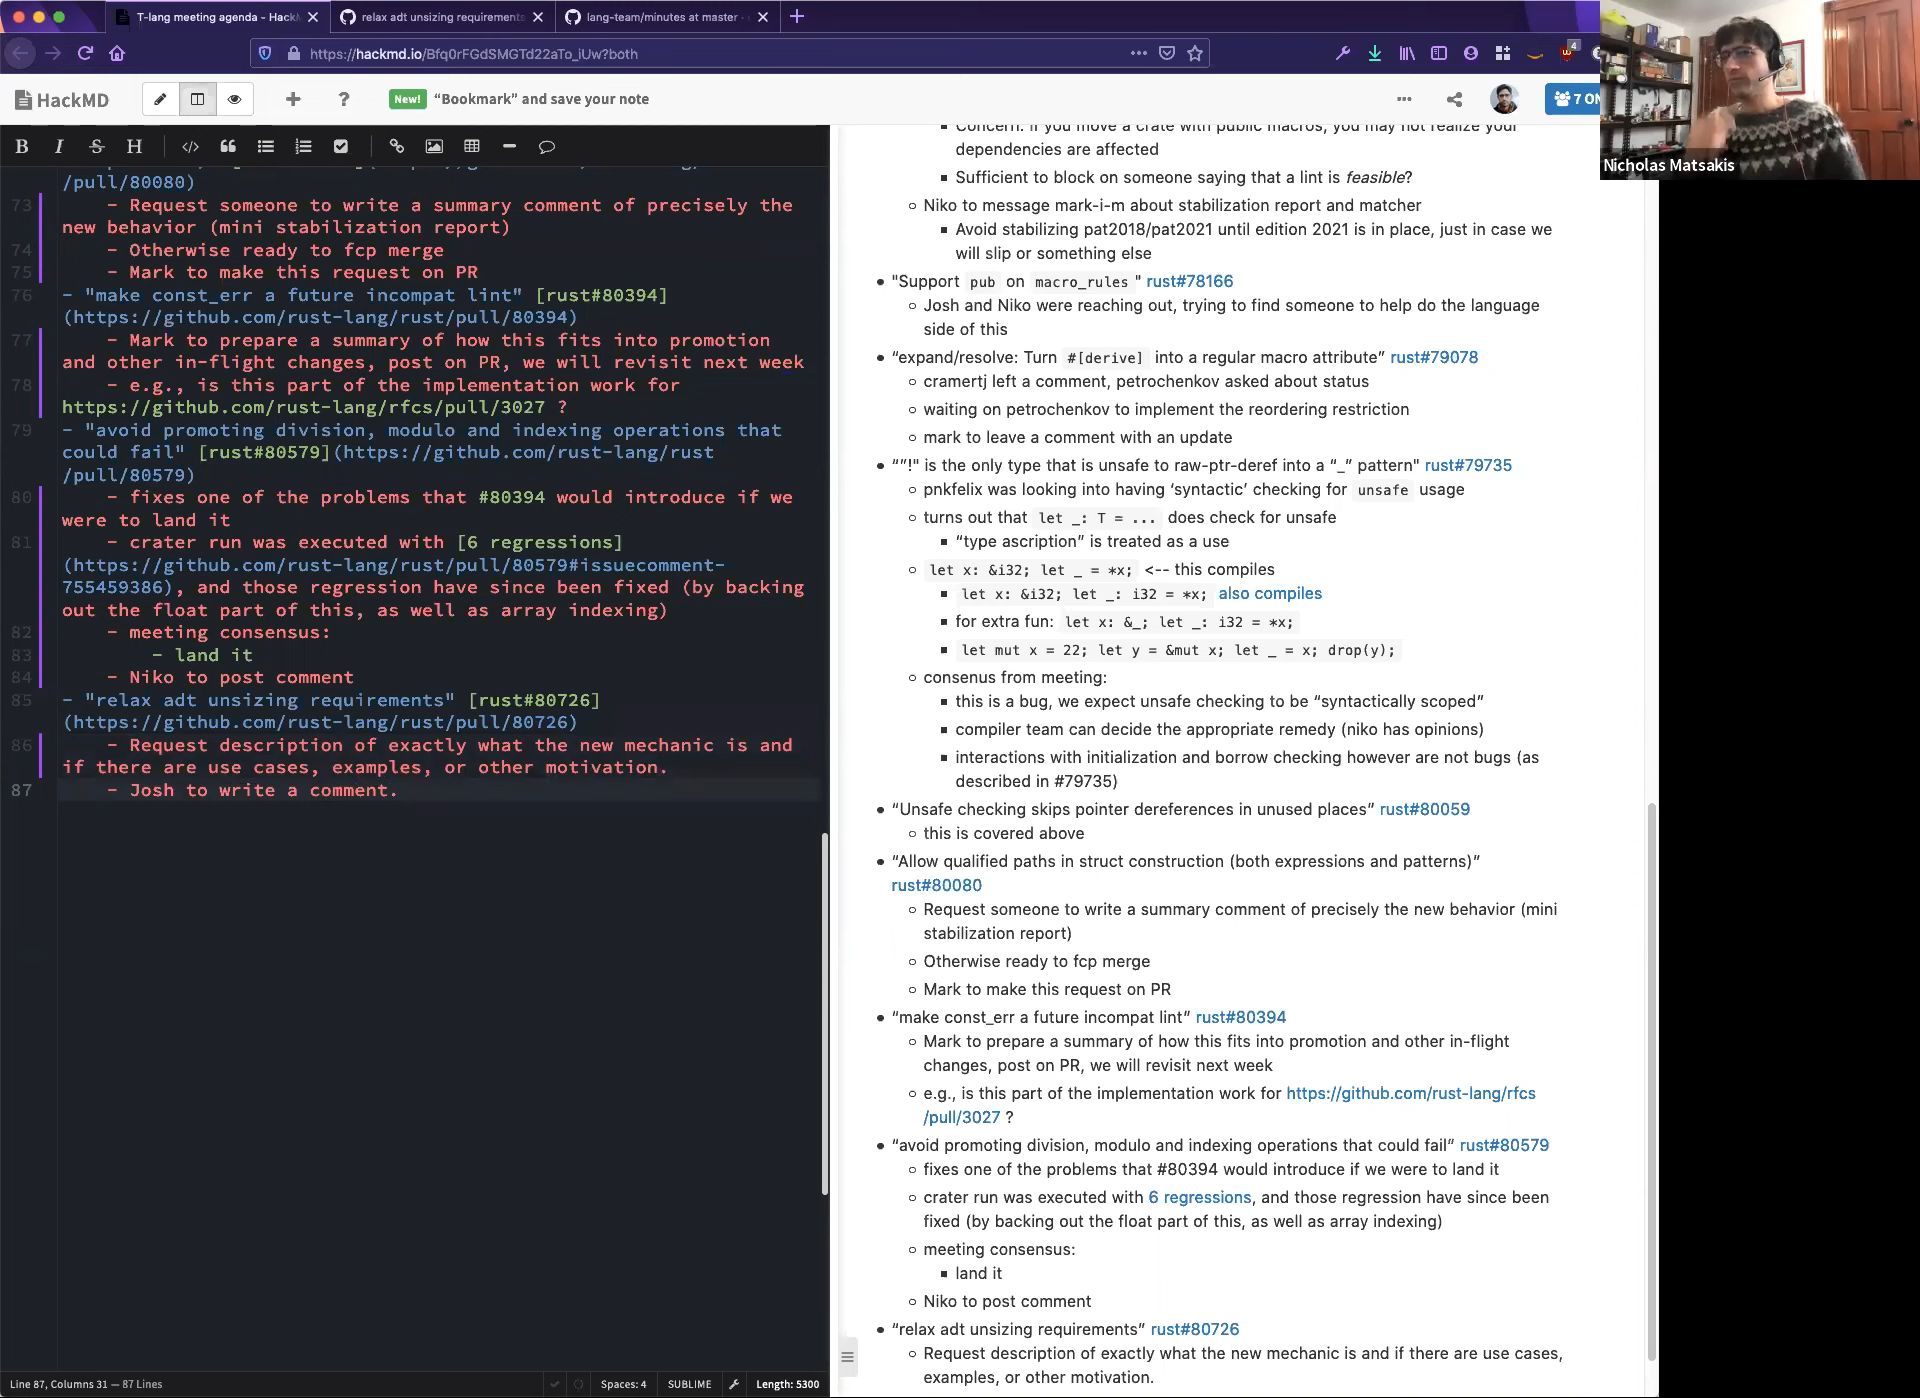 T-lang meeting agenda - HackM
relax adt unsizing requirements
lang-team/minutes at master
https://hackmd.io/Bfq0rFGdSMGTd22aTo_iUw?both
4
HackMD
New! “Bookmark” and save your note
7 ON
Nicholas Matsakis
B I S H
/pull/80080)
73 - Request someone to write a summary comment of precisely the
new behavior (mini stabilization report)
74 - Otherwise ready to fcp merge
75 - Mark to make this request on PR
76 - "make const_err a future incompat lint" [rust#80394]
(https://github.com/rust-lang/rust/pull/80394)
77 - Mark to prepare a summary of how this fits into promotion
and other in-flight changes, post on PR, we will revisit next week
78 - e.g., is this part of the implementation work for
https://github.com/rust-lang/rfcs/pull/3027 ?
79 - "avoid promoting division, modulo and indexing operations that
could fail" [rust#80579](https://github.com/rust-lang/rust
/pull/80579)
80 - fixes one of the problems that #80394 would introduce if we
were to land it
81 - crater run was executed with [6 regressions]
(https://github.com/rust-lang/rust/pull/80579#issuecomment-
755459386), and those regression have since been fixed (by backing
out the float part of this, as well as array indexing)
82 - meeting consensus:
83 - land it
84 - Niko to post comment
85 - "relax adt unsizing requirements" [rust#80726]
(https://github.com/rust-lang/rust/pull/80726)
86 - Request description of exactly what the new mechanic is and
if there are use cases, examples, or other motivation.
87 - Josh to write a comment.
Line 87, Columns 31 — 87 Lines
Spaces: 4 SUBLIME Length: 5300
Concern: if you move a crate with public macros, you may not realize your
dependencies are affected
Sufficient to block on someone saying that a lint is feasible?
Niko to message mark-i-m about stabilization report and matcher
Avoid stabilizing pat2018/pat2021 until edition 2021 is in place, just in case we
will slip or something else
"Support pub on macro_rules " rust#78166
Josh and Niko were reaching out, trying to find someone to help do the language
side of this
“expand/resolve: Turn #[derive] into a regular macro attribute” rust#79078
cramertj left a comment, petrochenkov asked about status
waiting on petrochenkov to implement the reordering restriction
mark to leave a comment with an update
“”!" is the only type that is unsafe to raw-ptr-deref into a “_” pattern" rust#79735
pnkfelix was looking into having ‘syntactic’ checking for unsafe usage
turns out that let _: T = ... does check for unsafe
“type ascription” is treated as a use
let x: &i32; let _ = *x; <-- this compiles
let x: &i32; let _: i32 = *x; also compiles
for extra fun: let x: &_; let _: i32 = *x;
let mut x = 22; let y = &mut x; let _ = x; drop(y);
consenus from meeting:
this is a bug, we expect unsafe checking to be “syntactically scoped”
compiler team can decide the appropriate remedy (niko has opinions)
interactions with initialization and borrow checking however are not bugs (as
described in #79735)
“Unsafe checking skips pointer dereferences in unused places” rust#80059
this is covered above
“Allow qualified paths in struct construction (both expressions and patterns)”
rust#80080
Request someone to write a summary comment of precisely the new behavior (mini
stabilization report)
Otherwise ready to fcp merge
Mark to make this request on PR
“make const_err a future incompat lint” rust#80394
Mark to prepare a summary of how this fits into promotion and other in-flight
changes, post on PR, we will revisit next week
e.g., is this part of the implementation work for https://github.com/rust-lang/rfcs
/pull/3027 ?
“avoid promoting division, modulo and indexing operations that could fail” rust#80579
fixes one of the problems that #80394 would introduce if we were to land it
crater run was executed with 6 regressions, and those regression have since been
fixed (by backing out the float part of this, as well as array indexing)
meeting consensus:
land it
Niko to post comment
“relax adt unsizing requirements” rust#80726
Request description of exactly what the new mechanic is and if there are use cases,
examples, or other motivation.